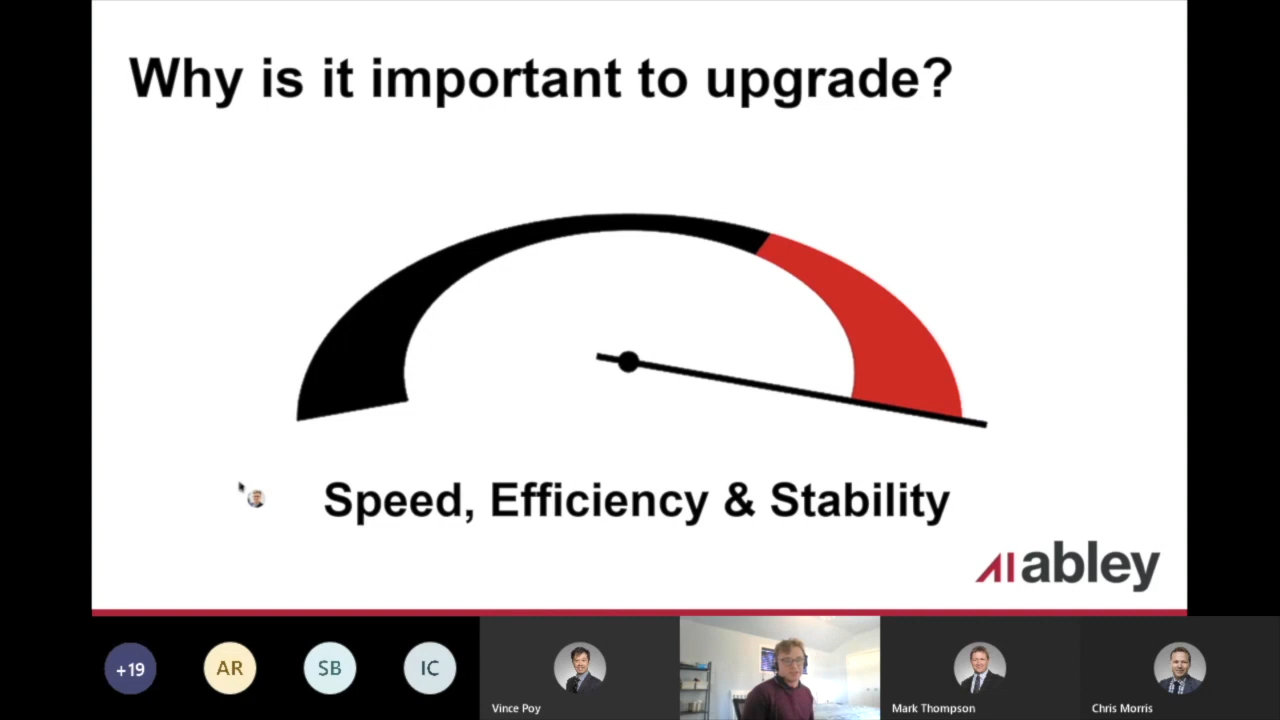 Why is it important to upgrade?
Speed, Efficiency & Stability
abley
+19
AR
SB
IC
Vince Poy
Mark Thompson
Chris Morris